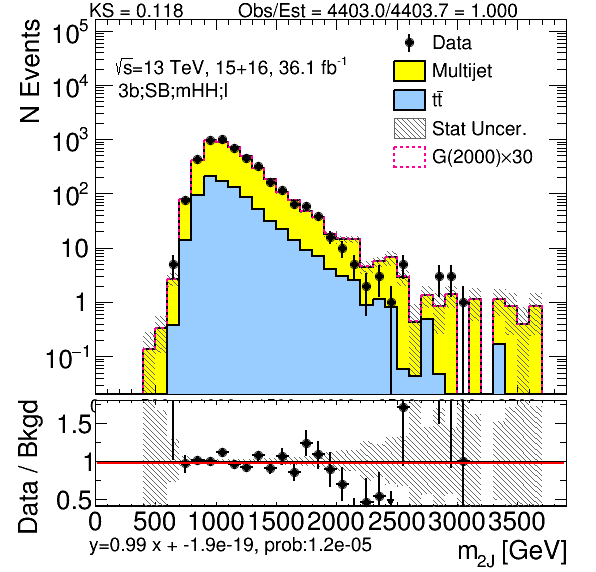 KS = 0.118 Obs/Est = 4403.0/4403.7 = 1.000
N Events
10⁵
10⁴
10³
10²
10
1
10⁻¹
√s=13 TeV, 15+16, 36.1 fb⁻¹
3b;SB;mHH;l
Data
Multijet
tt̄
Stat Uncer.
G(2000)×30
Data / Bkgd
1.5
1
0.5
0 500 1000 1500 2000 2500 3000 3500
y=0.99 x + -1.9e-19, prob:1.2e-05
m₂J [GeV]